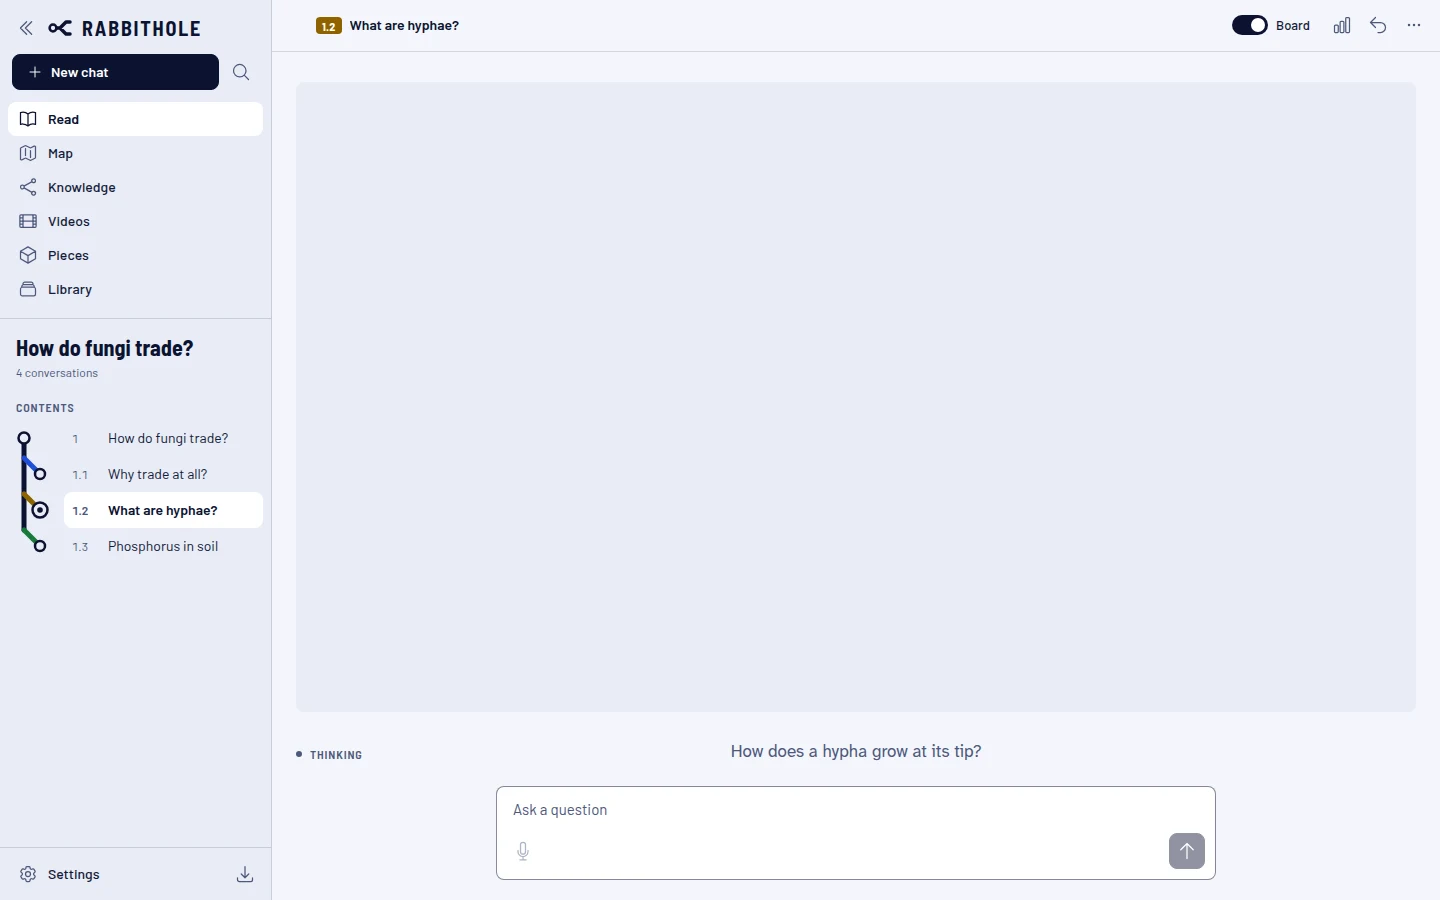 RABBITHOLE
New chat
Read
Map
Knowledge
Videos
Pieces
Library
How do fungi trade?
4 conversations
CONTENTS
1 How do fungi trade?
1.1 Why trade at all?
1.2 What are hyphae?
1.3 Phosphorus in soil
Settings
1.2 What are hyphae?
Board
THINKING
How does a hypha grow at its tip?
Ask a question